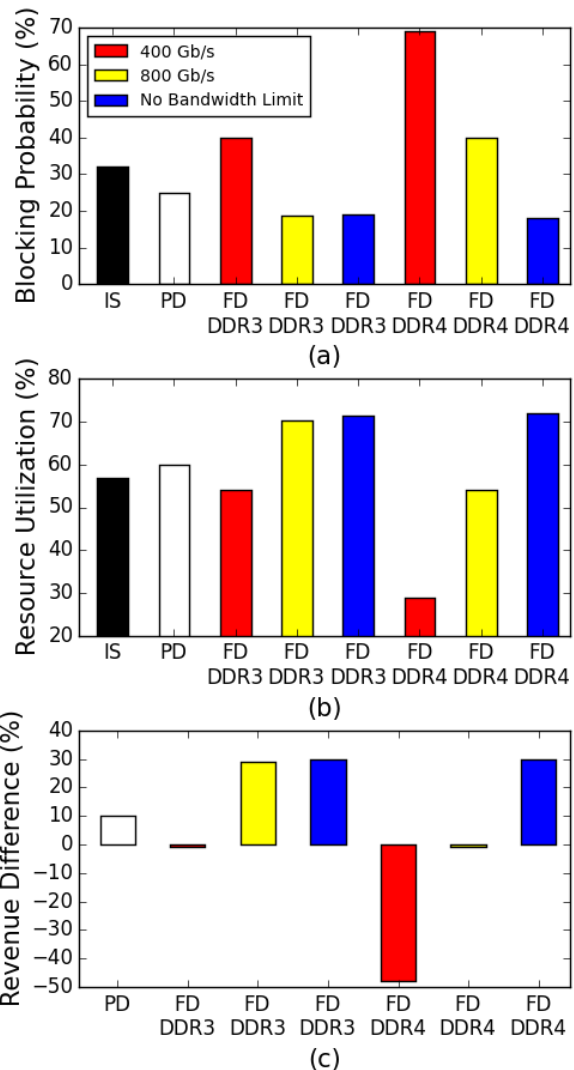 Blocking Probability (%)
70
60
50
40
30
20
10
0
400 Gb/s
800 Gb/s
No Bandwidth Limit
IS PD FD FD FD FD FD FD
DDR3 DDR3 DDR3 DDR4 DDR4 DDR4
(a)
Resource Utilization (%)
80
70
60
50
40
30
20
IS PD FD FD FD FD FD FD
DDR3 DDR3 DDR3 DDR4 DDR4 DDR4
(b)
Revenue Difference (%)
40
30
20
10
0
−10
−20
−30
−40
−50
PD FD FD FD FD FD FD
DDR3 DDR3 DDR3 DDR4 DDR4 DDR4
(c)